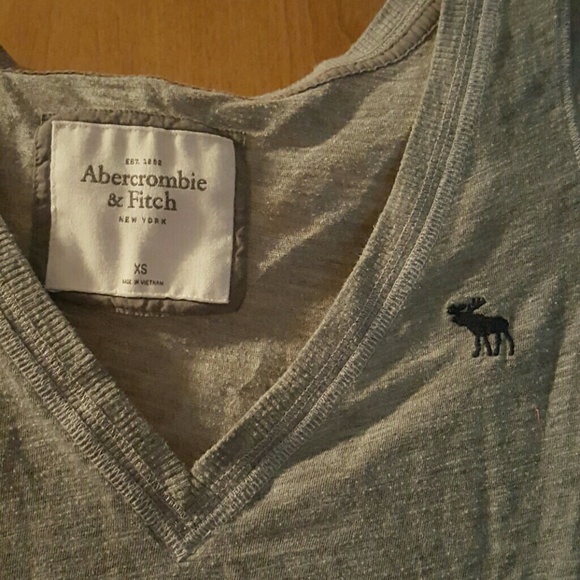 EST. 1892
Abercrombie
& Fitch
NEW YORK
XS
MADE IN VIETNAM